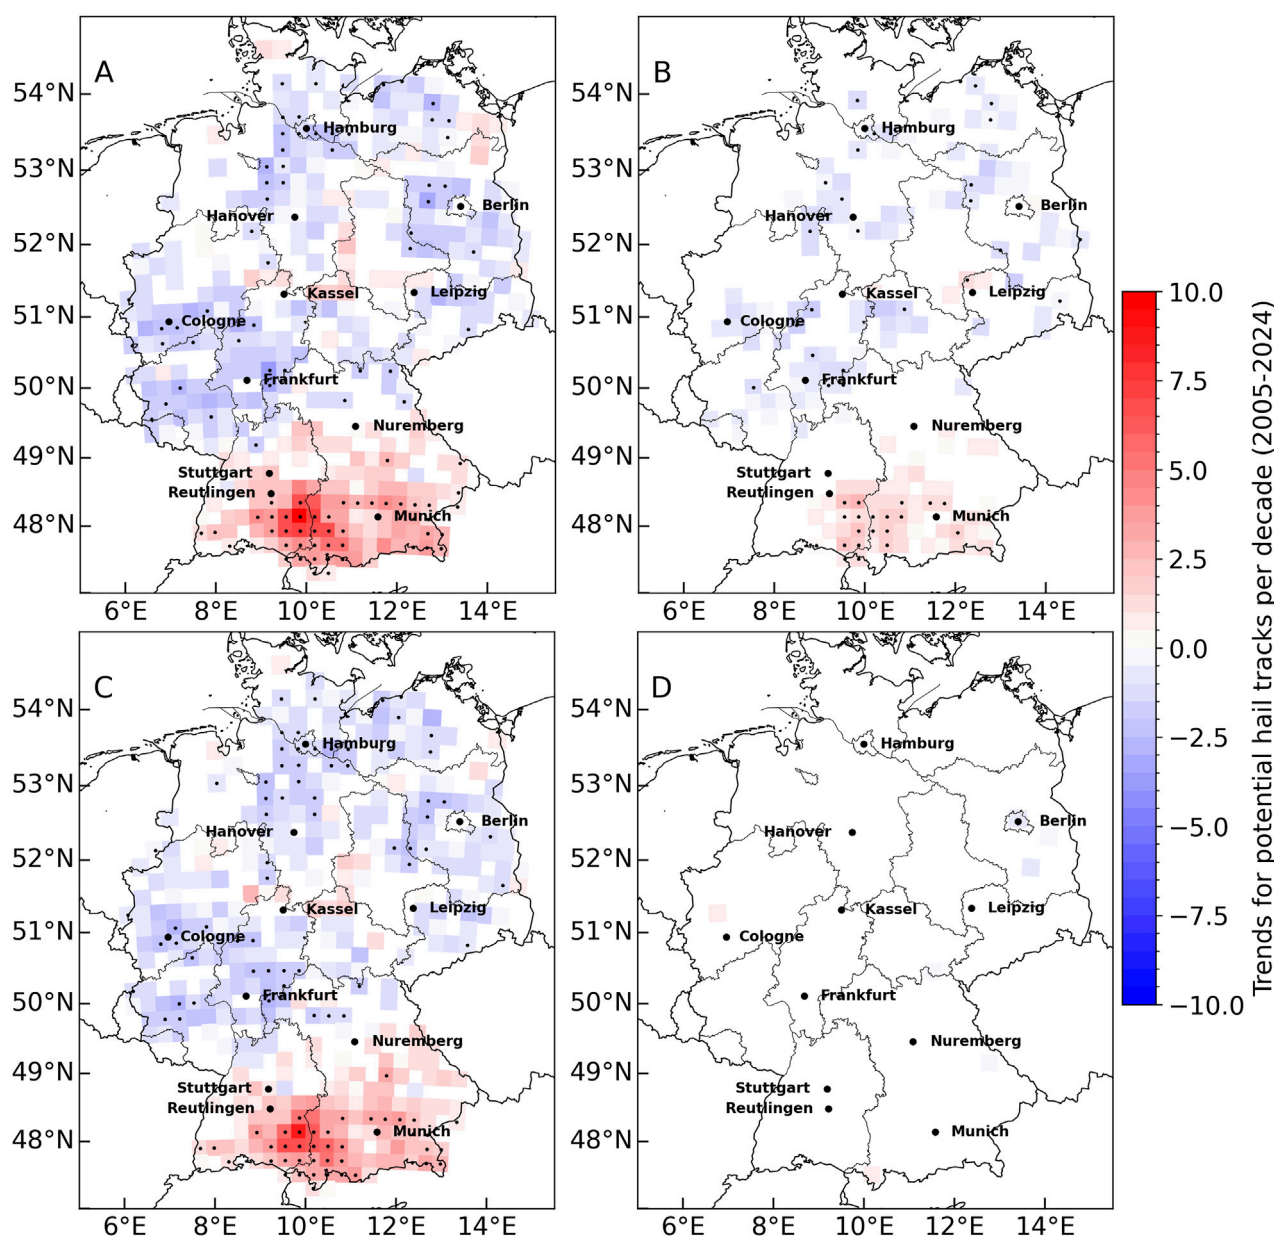 A
B
54°N
53°N
52°N
51°N
50°N
49°N
48°N
Hamburg
Berlin
Hanover
Kassel
Leipzig
Cologne
Frankfurt
Nuremberg
Stuttgart
Reutlingen
Munich
6°E 8°E 10°E 12°E 14°E
54°N
53°N
52°N
51°N
50°N
49°N
48°N
Hamburg
Berlin
Hanover
Kassel
Leipzig
Cologne
Frankfurt
Nuremberg
Stuttgart
Reutlingen
Munich
6°E 8°E 10°E 12°E 14°E
C
D
54°N
53°N
52°N
51°N
50°N
49°N
48°N
Hamburg
Berlin
Hanover
Kassel
Leipzig
Cologne
Frankfurt
Nuremberg
Stuttgart
Reutlingen
Munich
6°E 8°E 10°E 12°E 14°E
54°N
53°N
52°N
51°N
50°N
49°N
48°N
Hamburg
Berlin
Hanover
Kassel
Leipzig
Cologne
Frankfurt
Nuremberg
Stuttgart
Reutlingen
Munich
6°E 8°E 10°E 12°E 14°E
10.0
7.5
5.0
2.5
0.0
−2.5
−5.0
−7.5
−10.0
Trends for potential hail tracks per decade (2005-2024)